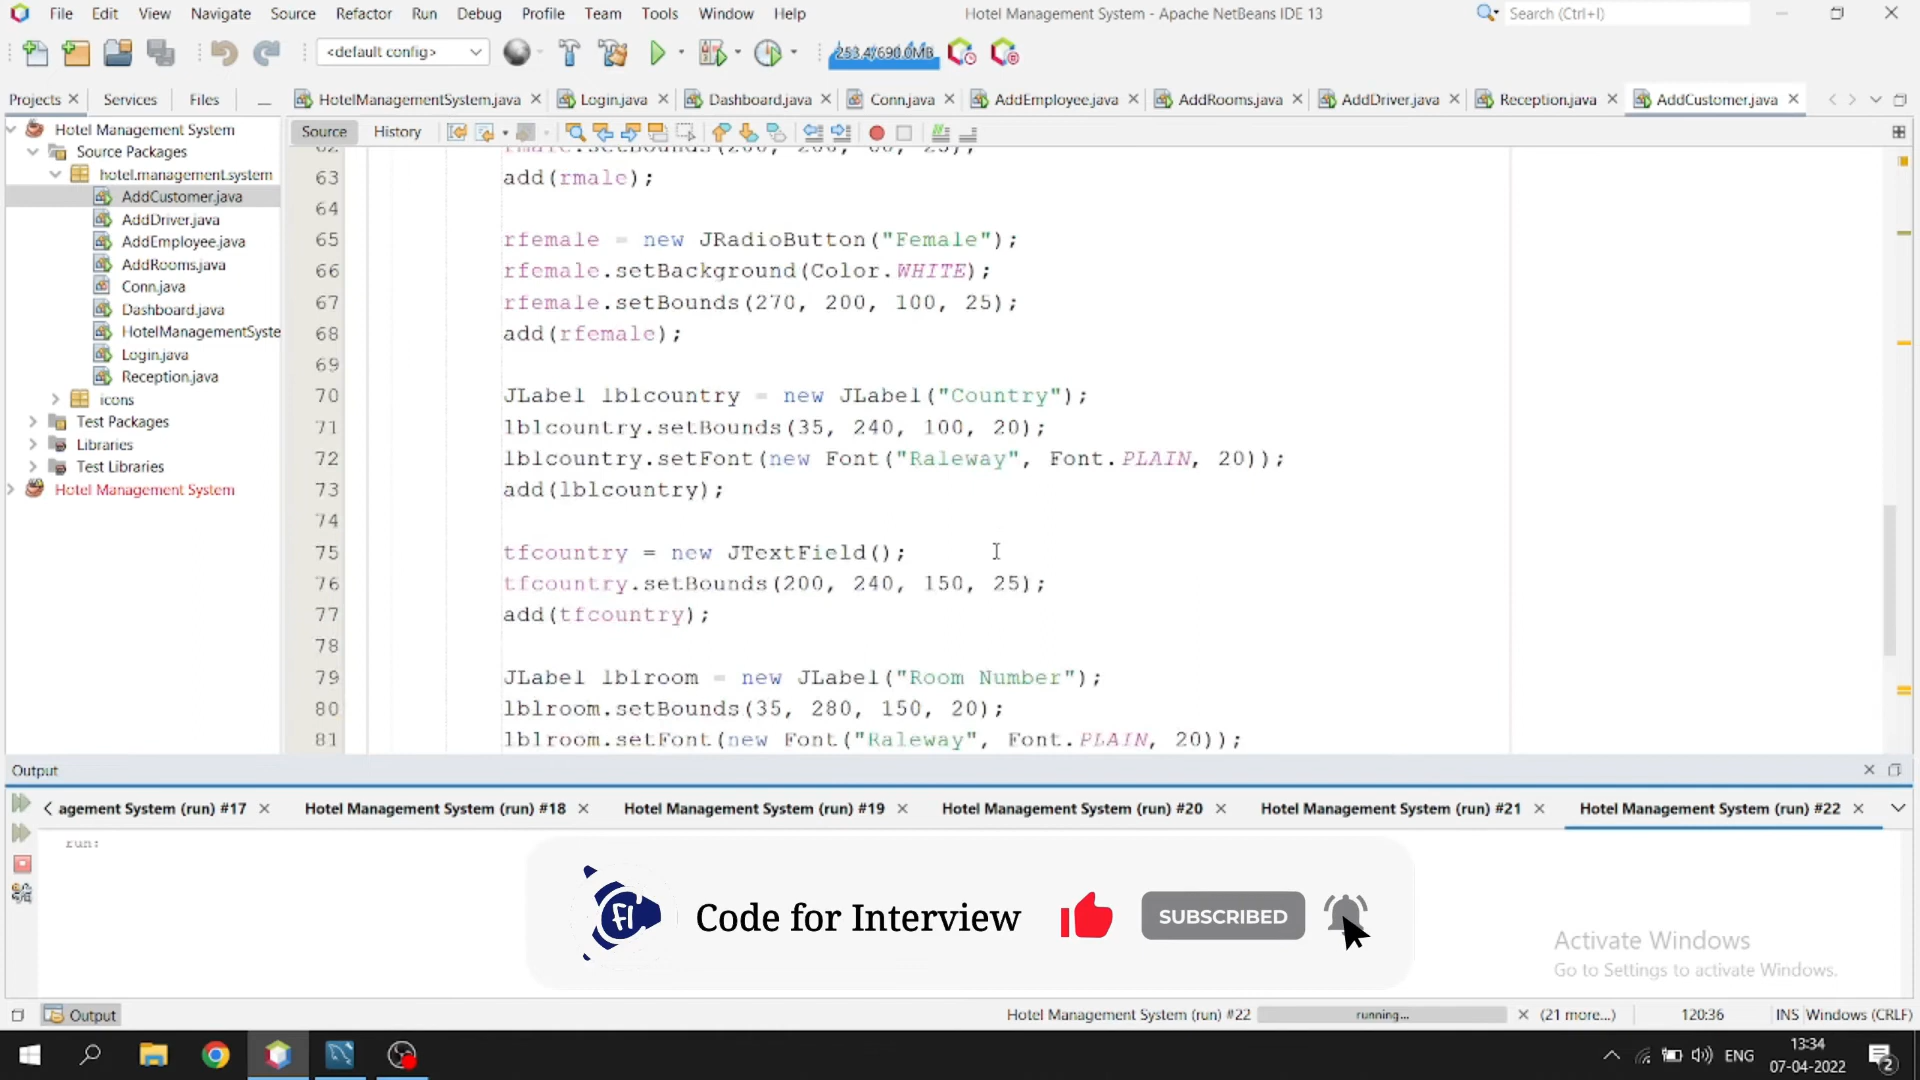 File Edit View Navigate Source Refactor Run Debug Profile Team Tools Window Help
Hotel Management System - Apache NetBeans IDE 13
Search (Ctrl+I)
<default config>
253.4/690.0MB
Projects Services Files
HotelManagementSystem.java Login.java Dashboard.java Conn.java AddEmployee.java AddRooms.java AddDriver.java Reception.java AddCustomer.java
Source History
Hotel Management System
Source Packages
hotel.management.system
AddCustomer.java
AddDriver.java
AddEmployee.java
AddRooms.java
Conn.java
Dashboard.java
HotelManagementSyste
Login.java
Reception.java
icons
Test Packages
Libraries
Test Libraries
Hotel Management System
63 add(rmale);
64
65 rfemale = new JRadioButton("Female");
66 rfemale.setBackground(Color.WHITE);
67 rfemale.setBounds(270, 200, 100, 25);
68 add(rfemale);
69
70 JLabel lblcountry = new JLabel("Country");
71 lblcountry.setBounds(35, 240, 100, 20);
72 lblcountry.setFont(new Font("Raleway", Font.PLAIN, 20));
73 add(lblcountry);
74
75 tfcountry = new JTextField();
76 tfcountry.setBounds(200, 240, 150, 25);
77 add(tfcountry);
78
79 JLabel lblroom = new JLabel("Room Number");
80 lblroom.setBounds(35, 280, 150, 20);
81 lblroom.setFont(new Font("Raleway", Font.PLAIN, 20));
Output
agement System (run) #17 Hotel Management System (run) #18 Hotel Management System (run) #19 Hotel Management System (run) #20 Hotel Management System (run) #21 Hotel Management System (run) #22
run:
Code for Interview
SUBSCRIBED
Activate Windows
Go to Settings to activate Windows.
Output
Hotel Management System (run) #22 running... (21 more...) 120:36 INS Windows (CRLF)
ENG
13:34
07-04-2022
2